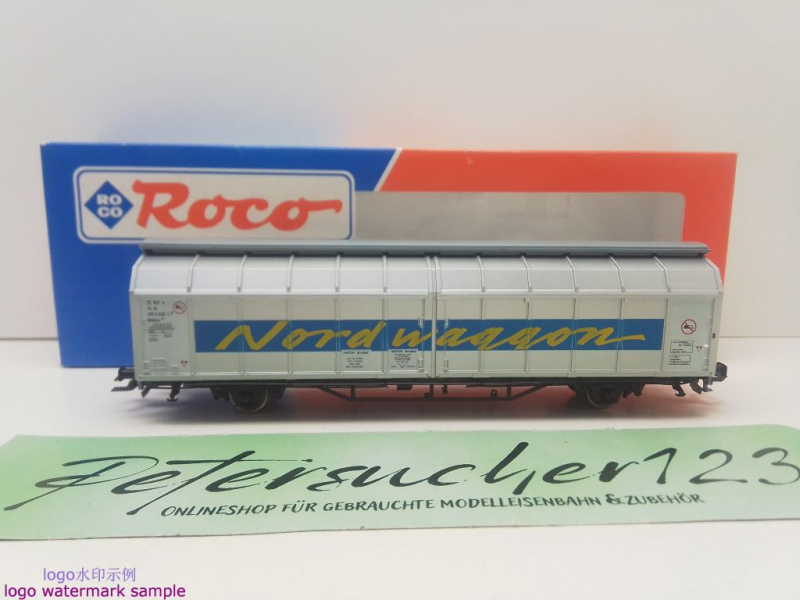 RO
CO
Roco
Nordwaggon
Petersucher123
ONLINESHOP FÜR GEBRAUCHTE MODELLEISENBAHN & ZUBEHÖR
logo水印示例
logo watermark sample